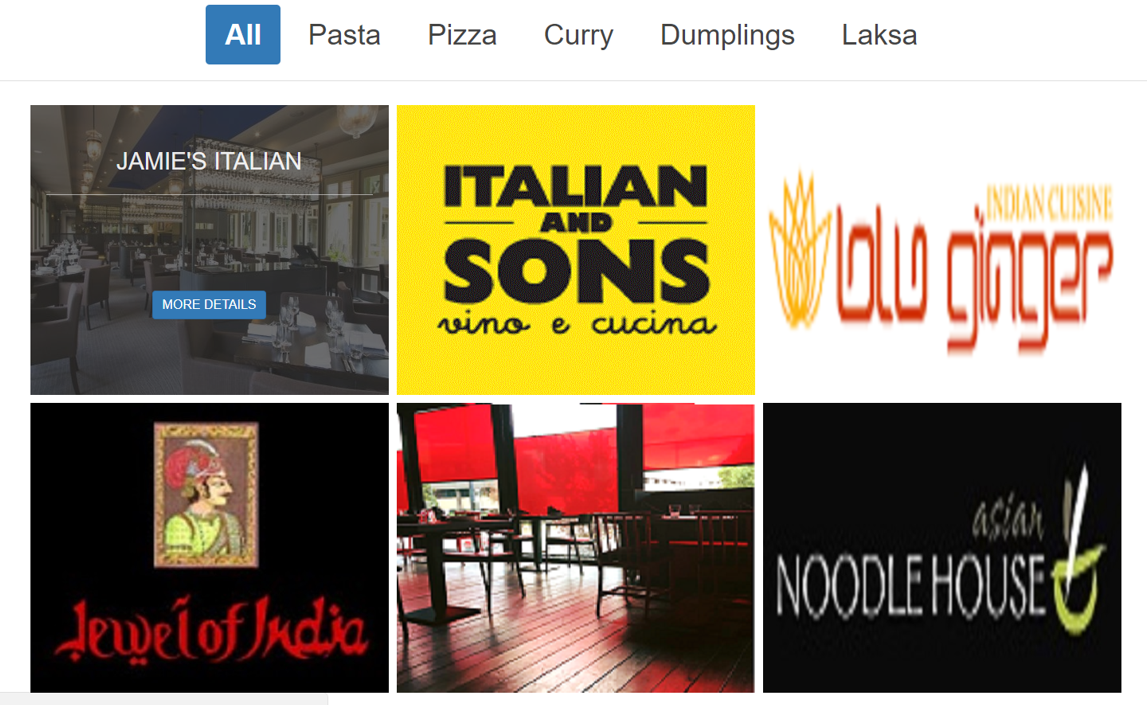 All Pasta Pizza Curry Dumplings Laksa
JAMIE'S ITALIAN
MORE DETAILS
ITALIAN
AND
SONS
vino e cucina
INDIAN CUISINE
blu ginger
Jewel of India
asian
NOODLE HOUSE